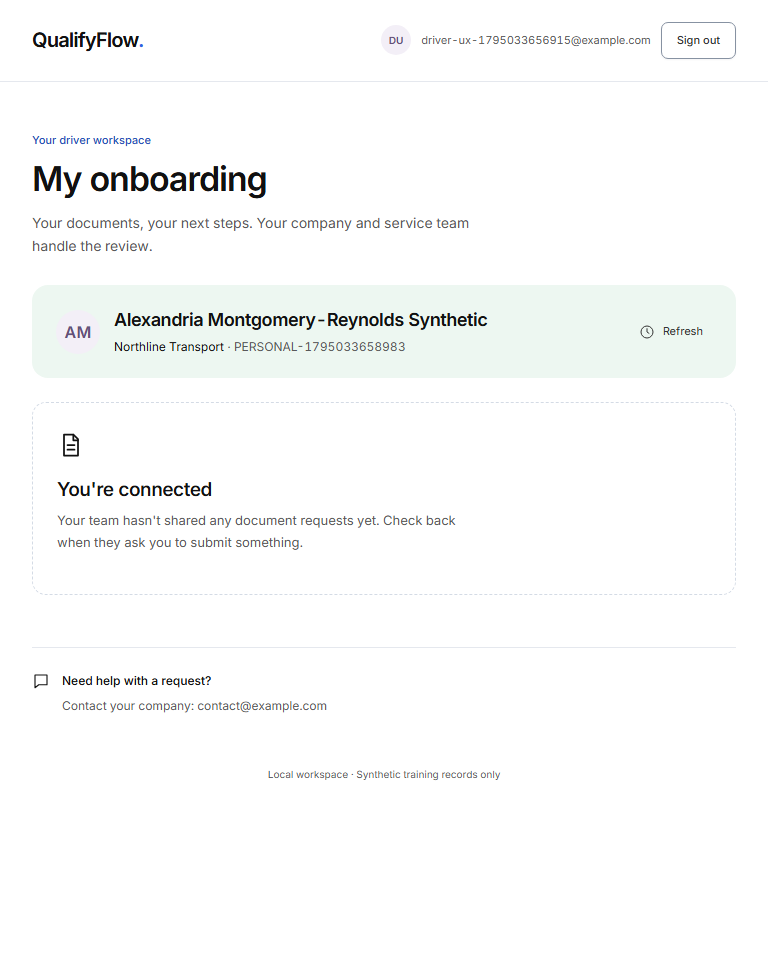 QualifyFlow.
DU driver-ux-1795033656915@example.com Sign out
Your driver workspace
My onboarding
Your documents, your next steps. Your company and service team
handle the review.
AM
Alexandria Montgomery-Reynolds Synthetic
Northline Transport · PERSONAL-1795033658983
Refresh
You're connected
Your team hasn't shared any document requests yet. Check back
when they ask you to submit something.
Need help with a request?
Contact your company: contact@example.com
Local workspace · Synthetic training records only